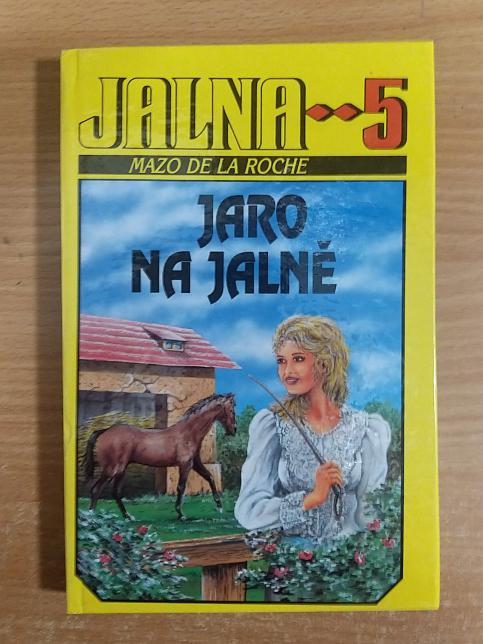 JALNA 5
MAZO DE LA ROCHE
JARO
NA JALNĚ